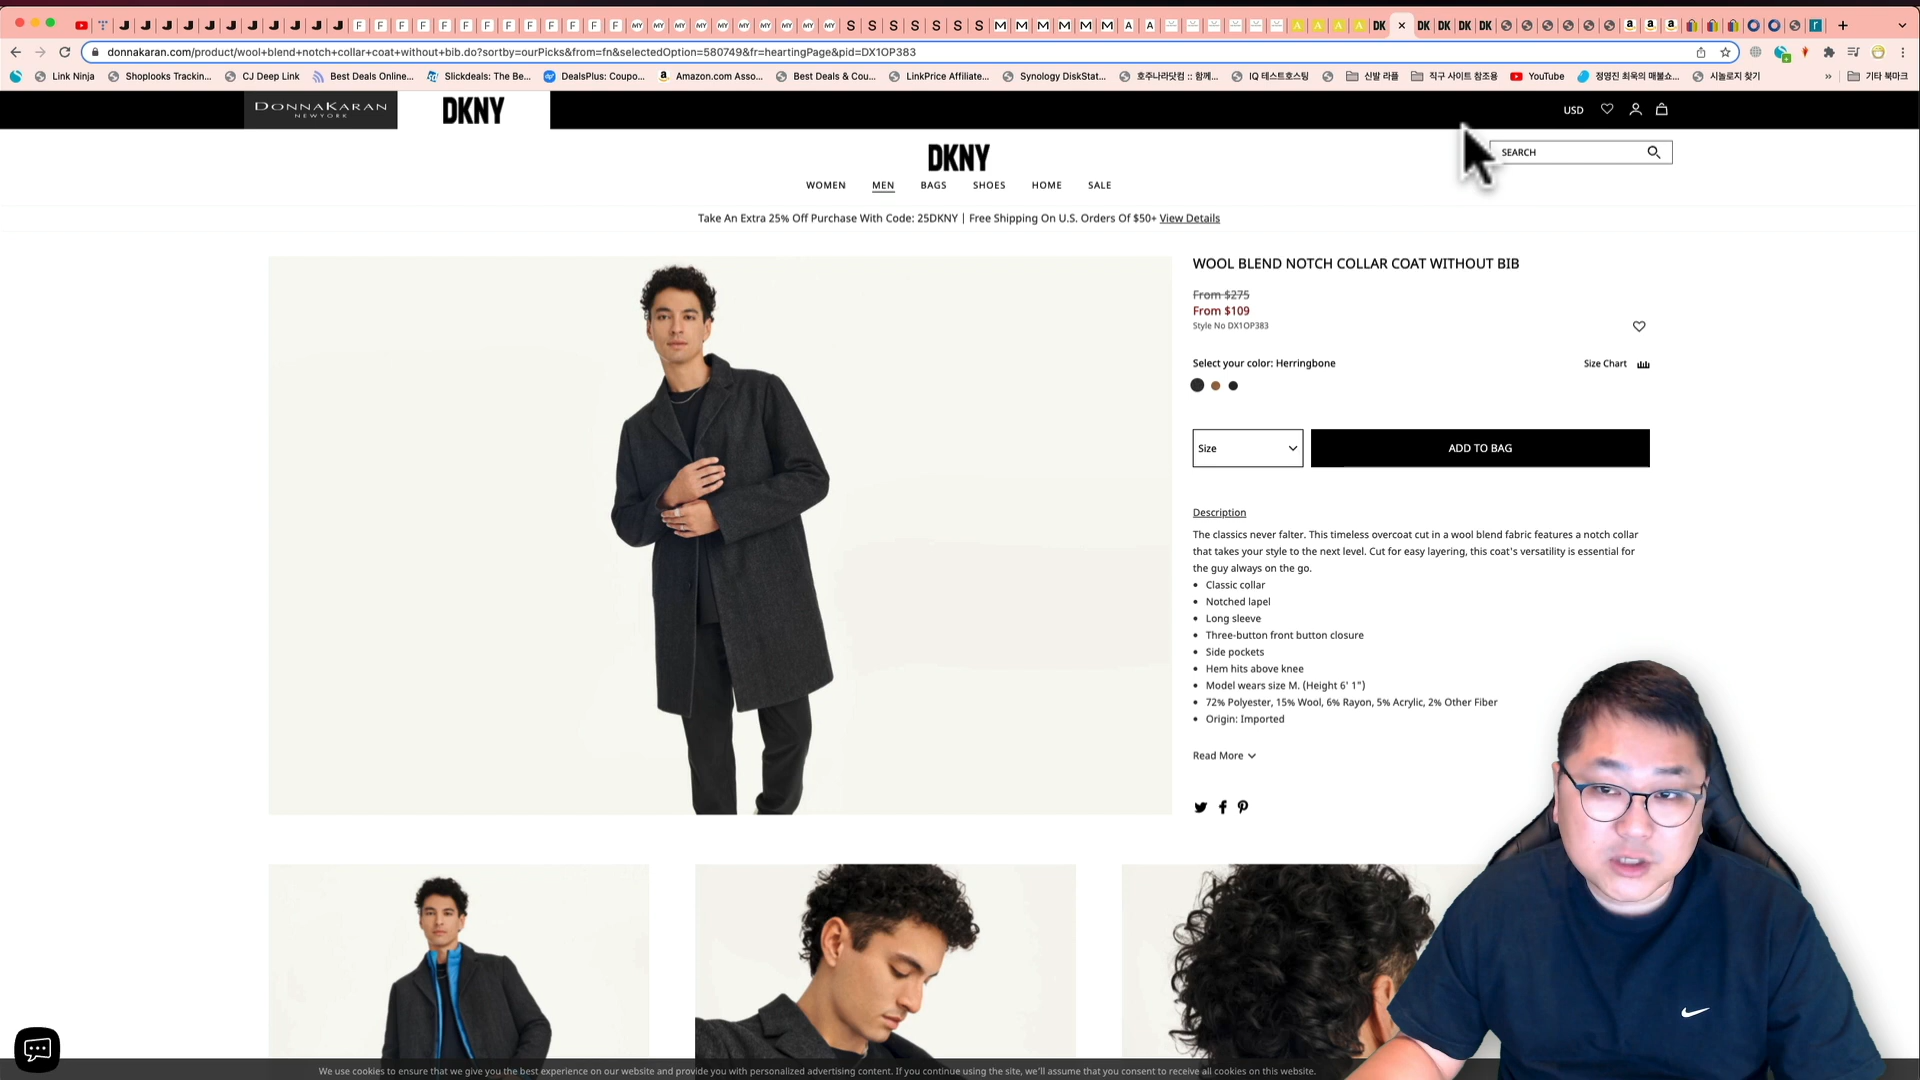 donnakaran.com/product/wool+blend+notch+collar+coat+without+bib.do?sortby=ourPicks&from=fn&selectedOption=580749&fr=heartingPage&pid=DX1OP383
Link Ninja
Shoplooks Trackin...
CJ Deep Link
Best Deals Online...
Slickdeals: The Be...
DealsPlus: Coupo...
Amazon.com Asso...
Best Deals & Cou...
LinkPrice Affiliate...
Synology DiskStat...
호주나라닷컴 :: 함께...
IQ 테스트호스팅
신발 라플
직구 사이트 참조용
YouTube
정영진 최욱의 매불쇼...
시놀로지 찾기
기타 북마크
DONNAKARAN
NEWYORK
DKNY
USD
DKNY
SEARCH
WOMEN MEN BAGS SHOES HOME SALE
Take An Extra 25% Off Purchase With Code: 25DKNY | Free Shipping On U.S. Orders Of $50+ View Details
WOOL BLEND NOTCH COLLAR COAT WITHOUT BIB
From $275
From $109
Style No DX1OP383
Select your color: Herringbone
Size Chart
Size
ADD TO BAG
Description
The classics never falter. This timeless overcoat cut in a wool blend fabric features a notch collar
that takes your style to the next level. Cut for easy layering, this coat's versatility is essential for
the guy always on the go.
• Classic collar
• Notched lapel
• Long sleeve
• Three-button front button closure
• Side pockets
• Hem hits above knee
• Model wears size M. (Height 6' 1")
• 72% Polyester, 15% Wool, 6% Rayon, 5% Acrylic, 2% Other Fiber
• Origin: Imported
Read More
We use cookies to ensure that we give you the best experience on our website and provide you with personalized advertising content. If you continue using the site, we'll assume that you consent to receive all cookies on this website.